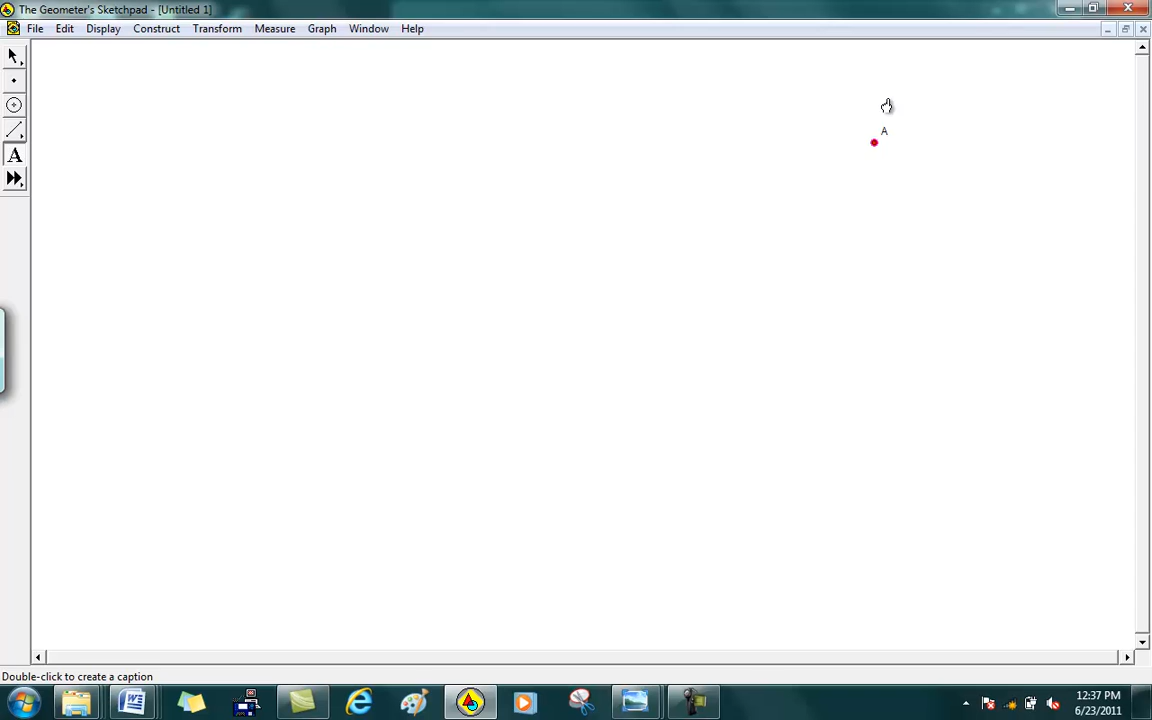 The Geometer's Sketchpad - [Untitled 1]
File Edit Display Construct Transform Measure Graph Window Help
A
A
Double-click to create a caption
12:37 PM
6/23/2011